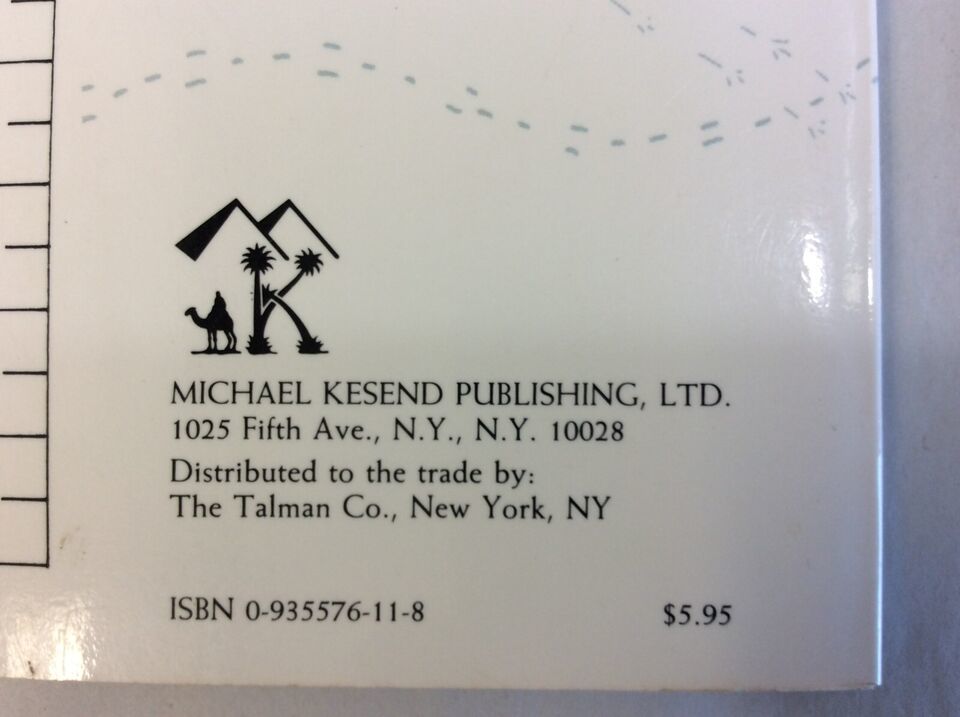 MICHAEL KESEND PUBLISHING, LTD.
1025 Fifth Ave., N.Y., N.Y. 10028
Distributed to the trade by:
The Talman Co., New York, NY
ISBN 0-935576-11-8 $5.95